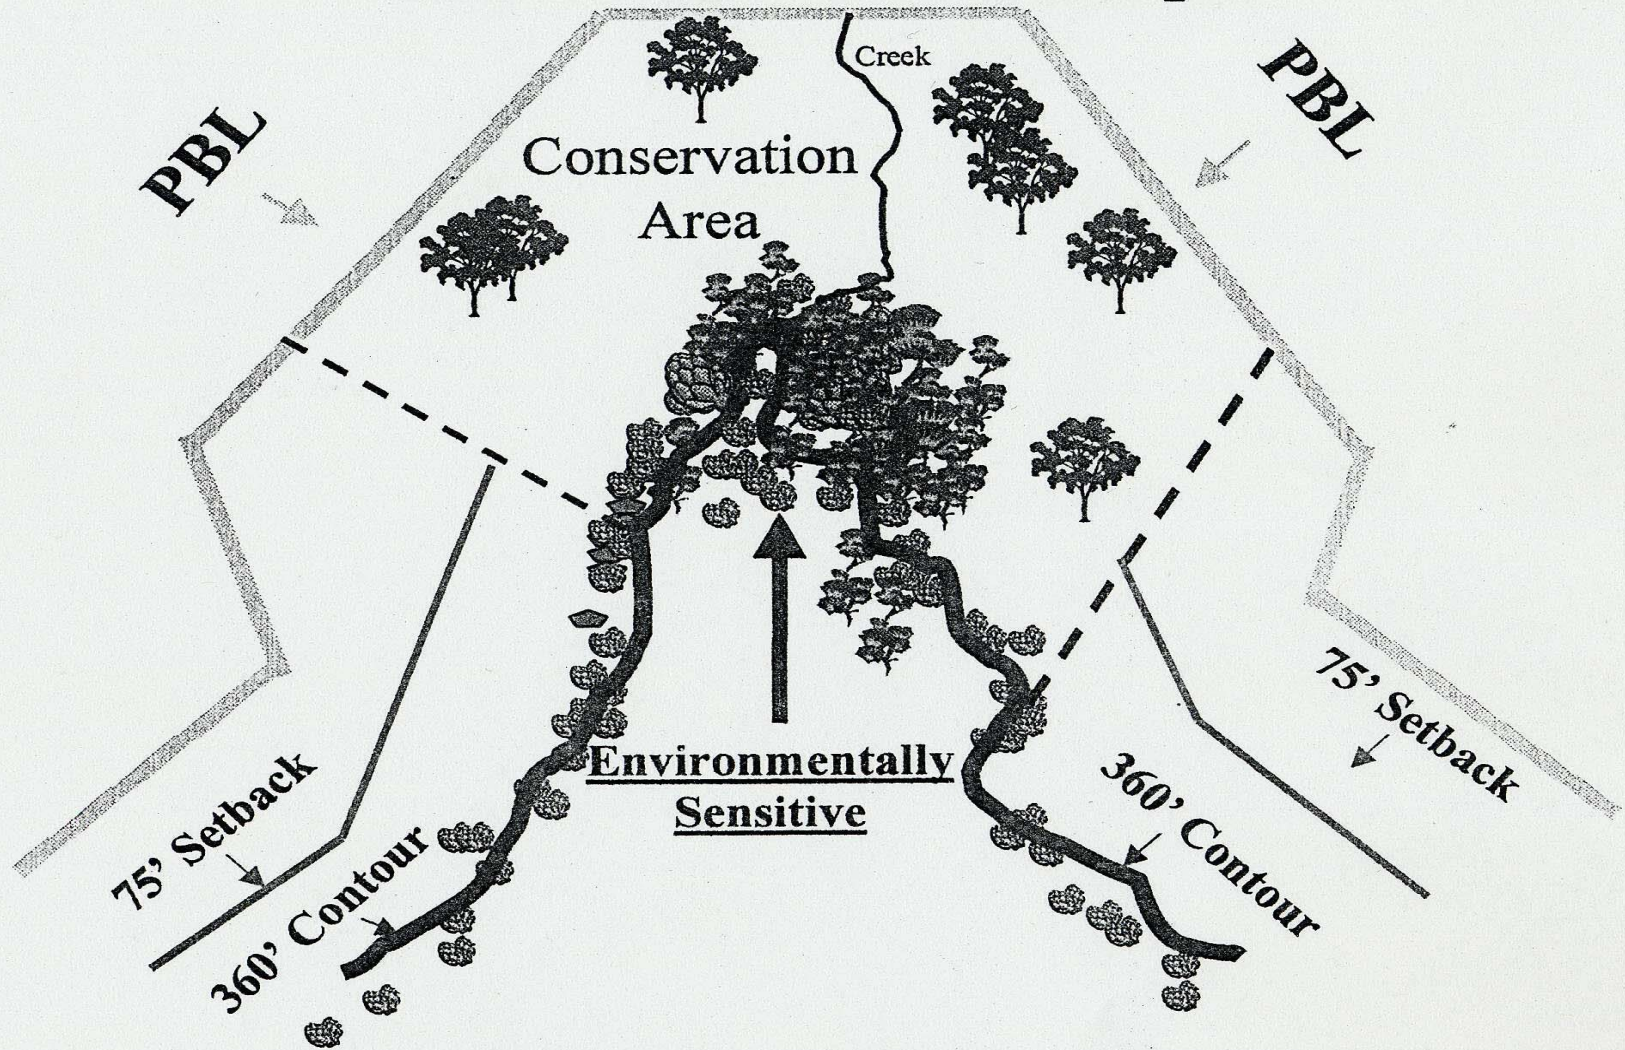 Creek
PBL
PBL
Conservation
Area
Environmentally
Sensitive
75' Setback
360' Contour
75' Setback
360' Contour